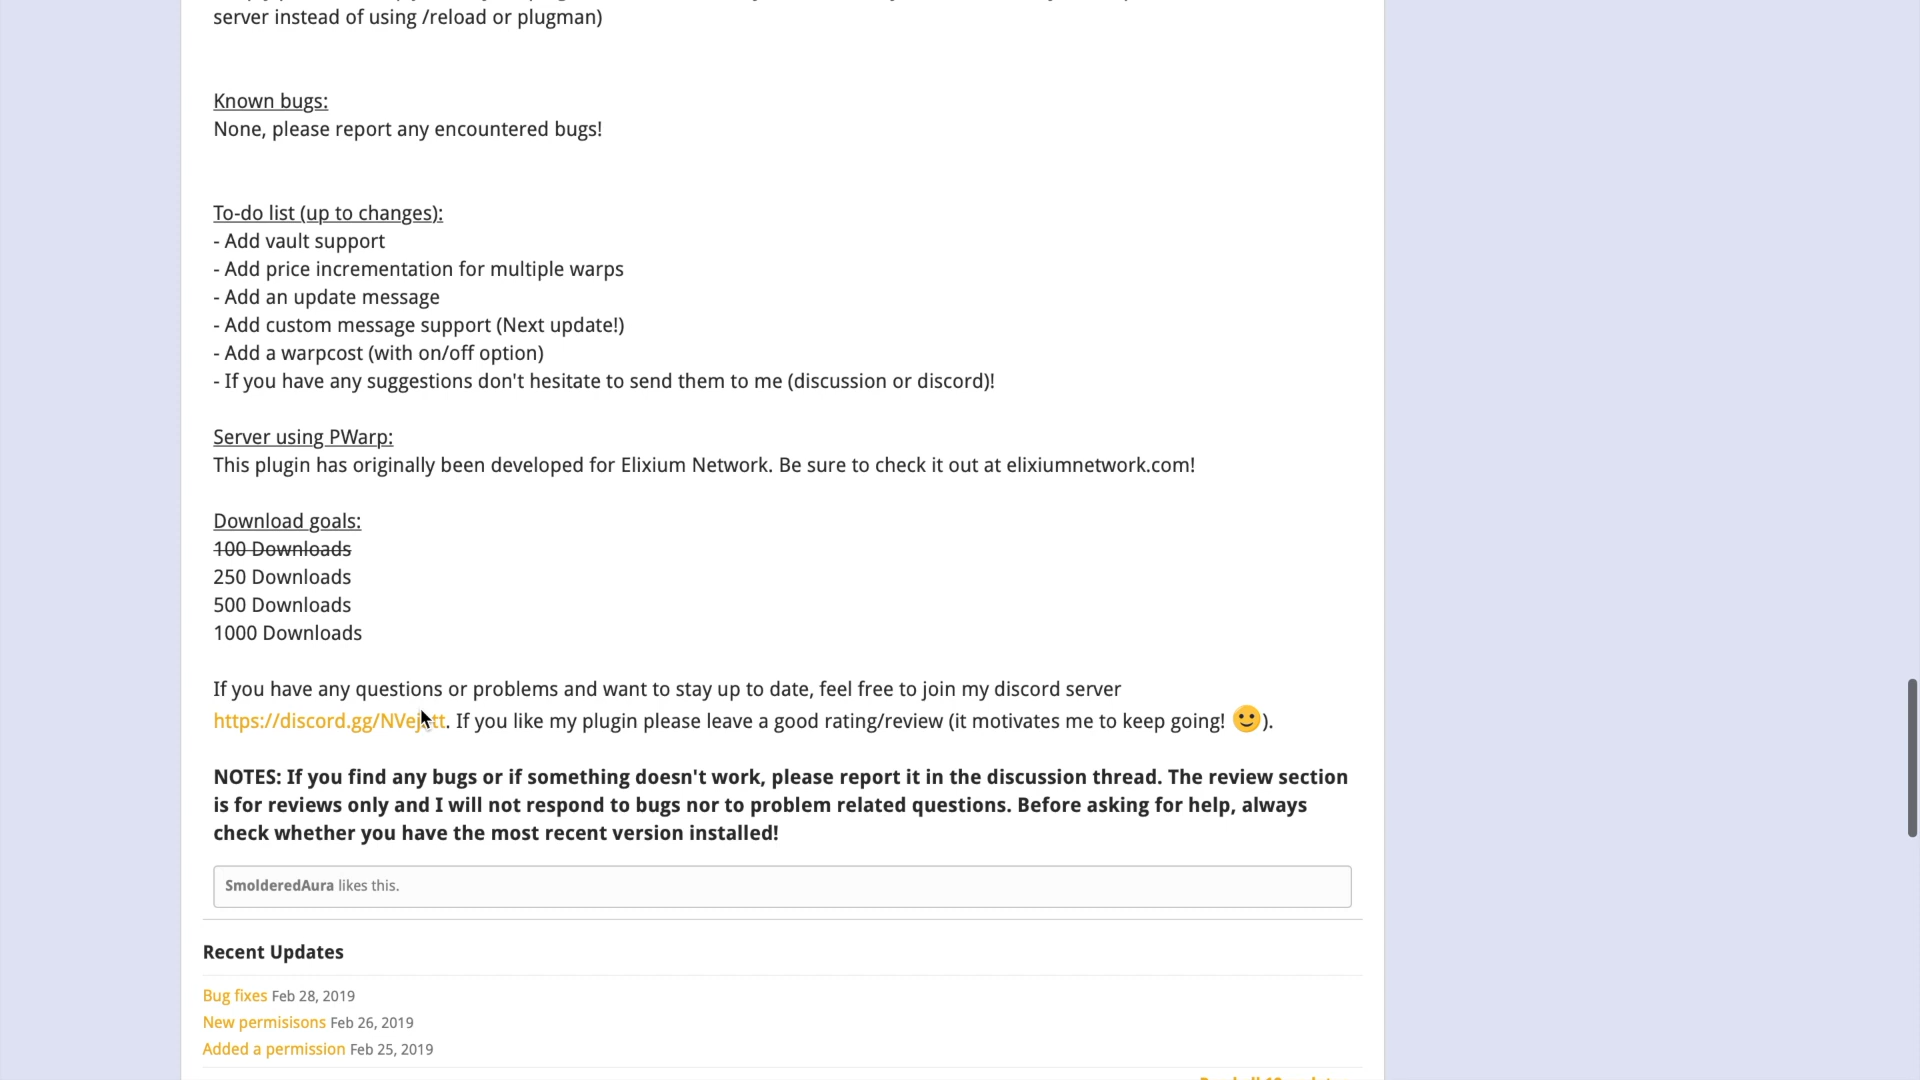 server instead of using /reload or plugman)
Known bugs:
None, please report any encountered bugs!
To-do list (up to changes):
- Add vault support
- Add price incrementation for multiple warps
- Add an update message
- Add custom message support (Next update!)
- Add a warpcost (with on/off option)
- If you have any suggestions don't hesitate to send them to me (discussion or discord)!
Server using PWarp:
This plugin has originally been developed for Elixium Network. Be sure to check it out at elixiumnetwork.com!
Download goals:
100 Downloads
250 Downloads
500 Downloads
1000 Downloads
If you have any questions or problems and want to stay up to date, feel free to join my discord server
If you like my plugin please leave a good rating/review (it motivates me to keep going! 🙂).
NOTES: If you find any bugs or if something doesn't work, please report it in the discussion thread. The review section
is for reviews only and I will not respond to bugs nor to problem related questions. Before asking for help, always
check whether you have the most recent version installed!
SmolderedAura likes this.
Recent Updates
Bug fixes Feb 28, 2019
New permisisons Feb 26, 2019
Added a permission Feb 25, 2019